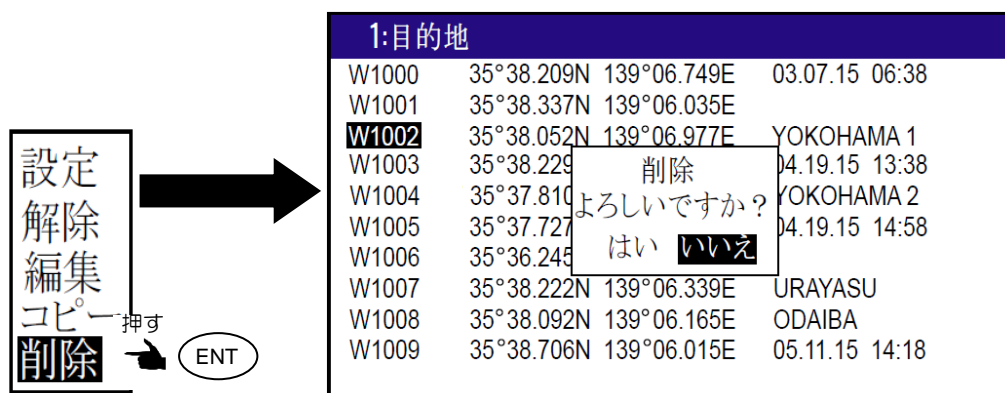 設定
解除
編集
コピー
削除
押す
ENT
1:目的地
W1000 35°38.209N 139°06.749E 03.07.15 06:38
W1001 35°38.337N 139°06.035E
W1002 35°38.052N 139°06.977E YOKOHAMA 1
W1003 35°38.229 04.19.15 13:38
W1004 35°37.810 YOKOHAMA 2
W1005 35°37.727 04.19.15 14:58
W1006 35°36.245
W1007 35°38.222N 139°06.339E URAYASU
W1008 35°38.092N 139°06.165E ODAIBA
W1009 35°38.706N 139°06.015E 05.11.15 14:18
削除
よろしいですか?
はい いいえ